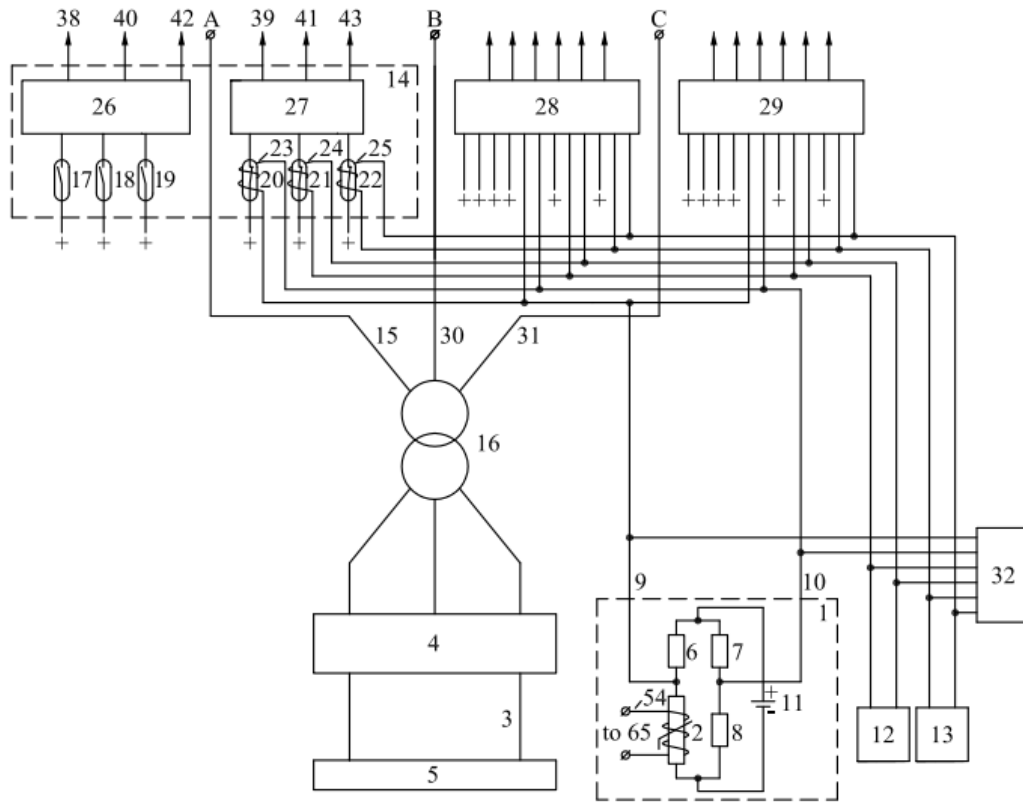 38 40 42 A 39 41 43 B C
14
26 27 28 29
23 24 25
17 18 19 20 21 22
+ + + + + + + + + + + +
+ + + + + +
15 30 31
16
32
9 10
1
4 6 7
54 + 11
3 to 65 2 8 - 12 13
5